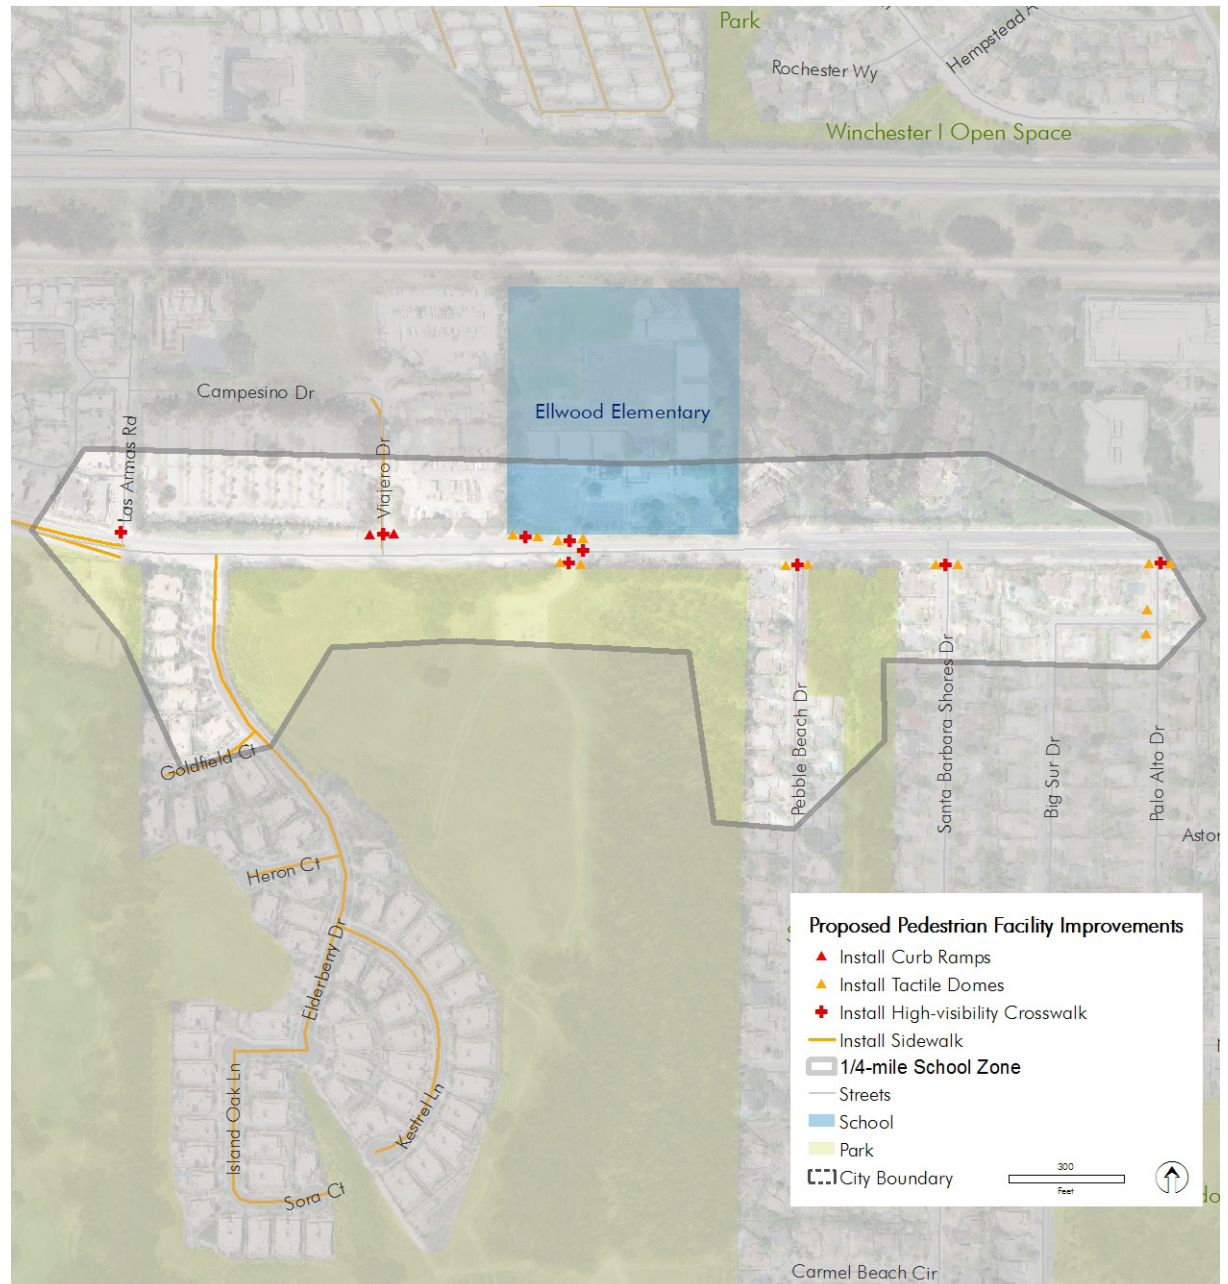 Park
Hempstead A
Rochester Wy
Winchester I Open Space
Campesino Dr
Las Armas Rd
Viajero Dr
Ellwood Elementary
Goldfield Ct
Pebble Beach Dr
Santa Barbara Shores Dr
Big Sur Dr
Palo Alto Dr
Astor
Heron Ct
Elderberry Dr
Island Oak Ln
Kestrel Ln
Sora Ct
Proposed Pedestrian Facility Improvements
Install Curb Ramps
Install Tactile Domes
Install High-visibility Crosswalk
Install Sidewalk
1/4-mile School Zone
Streets
School
Park
City Boundary
300
Feet
do
Carmel Beach Cir